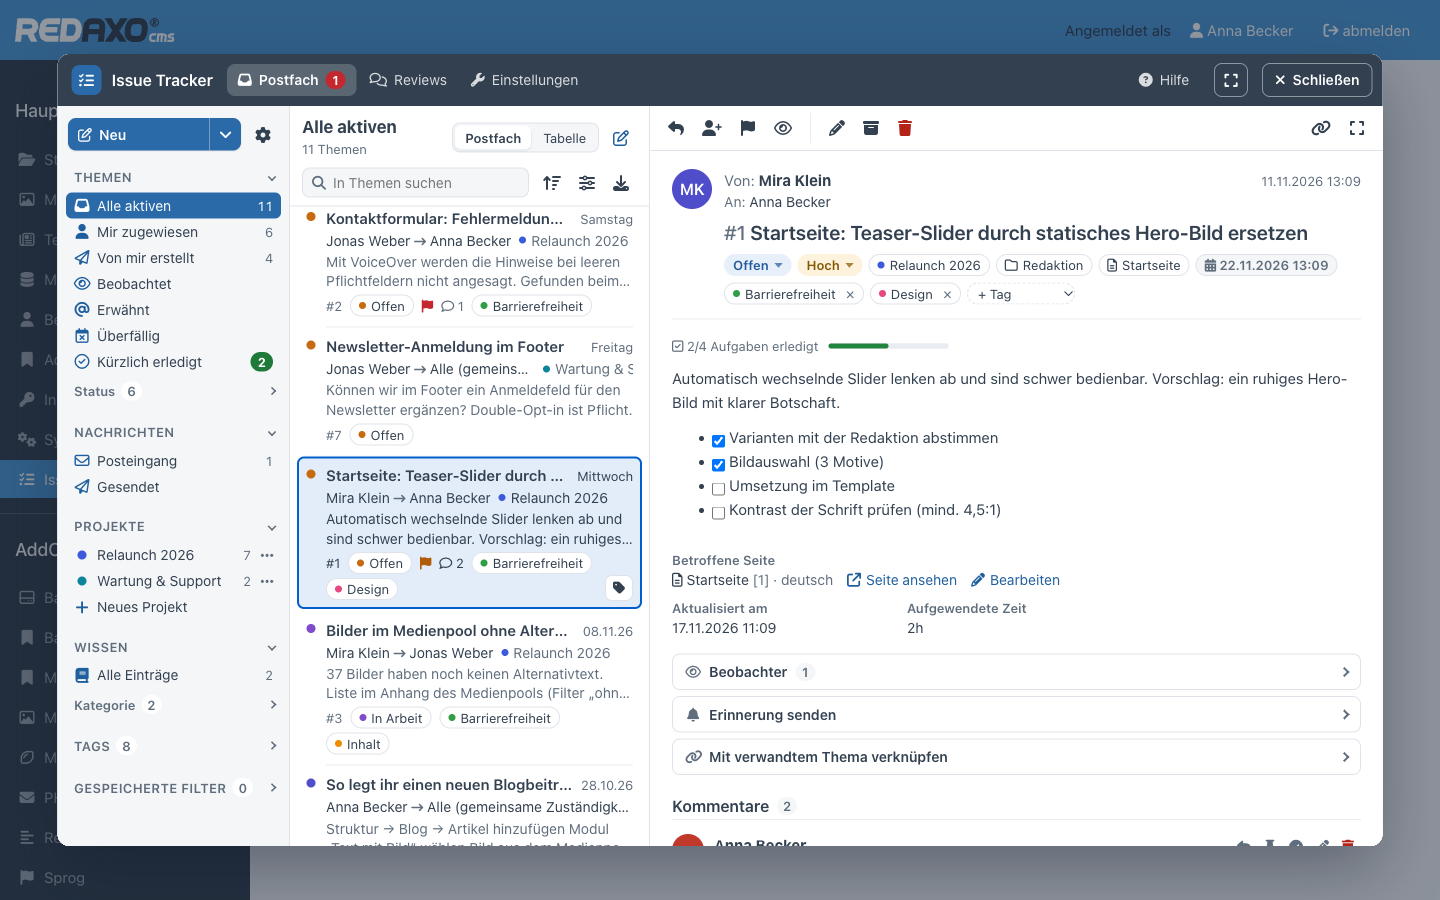 REDAXO® cms
Angemeldet als Anna Becker abmelden
Issue Tracker Postfach 1 Reviews Einstellungen Hilfe Schließen
Haup
Neu
THEMEN
Alle aktiven 11
Mir zugewiesen 6
Von mir erstellt 4
Beobachtet
Erwähnt
Überfällig
Kürzlich erledigt 2
Status 6
NACHRICHTEN
Posteingang 1
Gesendet
PROJEKTE
Relaunch 2026 7
Wartung & Support 2
Neues Projekt
WISSEN
Alle Einträge 2
Kategorie 2
TAGS 8
GESPEICHERTE FILTER 0
AddO
Sprog
Alle aktiven
11 Themen
Postfach Tabelle
In Themen suchen
Kontaktformular: Fehlermeldun... Samstag
Jonas Weber → Anna Becker Relaunch 2026
Mit VoiceOver werden die Hinweise bei leeren
Pflichtfeldern nicht angesagt. Gefunden beim...
#2 Offen 1 Barrierefreiheit
Newsletter-Anmeldung im Footer Freitag
Jonas Weber → Alle (gemeins... Wartung & S
Können wir im Footer ein Anmeldefeld für den
Newsletter ergänzen? Double-Opt-in ist Pflicht.
#7 Offen
Startseite: Teaser-Slider durch ... Mittwoch
Mira Klein → Anna Becker Relaunch 2026
Automatisch wechselnde Slider lenken ab und
sind schwer bedienbar. Vorschlag: ein ruhiges...
#1 Offen 2 Barrierefreiheit
Design
Bilder im Medienpool ohne Alter... 08.11.26
Mira Klein → Jonas Weber Relaunch 2026
37 Bilder haben noch keinen Alternativtext.
Liste im Anhang des Medienpools (Filter „ohn...
#3 In Arbeit Barrierefreiheit
Inhalt
So legt ihr einen neuen Blogbeitr... 28.10.26
Anna Becker → Alle (gemeinsame Zuständigk...
Struktur → Blog → Artikel hinzufügen Modul
MK
Von: Mira Klein 11.11.2026 13:09
An: Anna Becker
#1 Startseite: Teaser-Slider durch statisches Hero-Bild ersetzen
Offen Hoch Relaunch 2026 Redaktion Startseite 22.11.2026 13:09
Barrierefreiheit × Design × + Tag
2/4 Aufgaben erledigt
Automatisch wechselnde Slider lenken ab und sind schwer bedienbar. Vorschlag: ein ruhiges Hero-
Bild mit klarer Botschaft.
Varianten mit der Redaktion abstimmen
Bildauswahl (3 Motive)
Umsetzung im Template
Kontrast der Schrift prüfen (mind. 4,5:1)
Betroffene Seite
Startseite [1] · deutsch Seite ansehen Bearbeiten
Aktualisiert am Aufgewendete Zeit
17.11.2026 11:09 2h
Beobachter 1
Erinnerung senden
Mit verwandtem Thema verknüpfen
Kommentare 2
Anna Becker